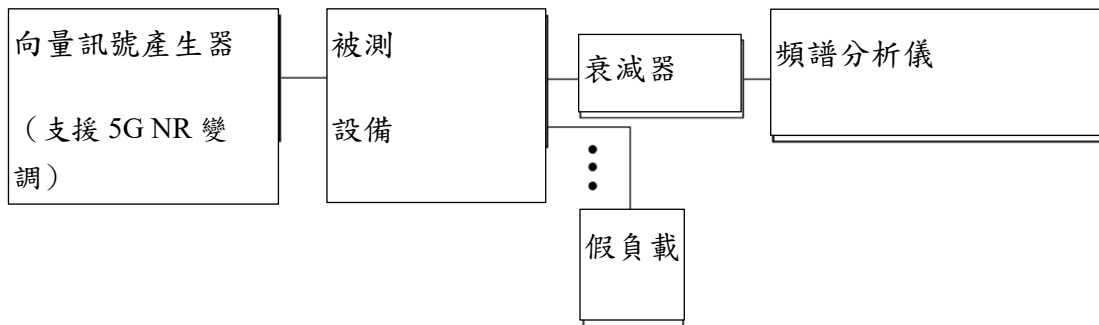 向量訊號產生器
（支援 5G NR 變
調）
被測
設備
衰減器
頻譜分析儀
假負載